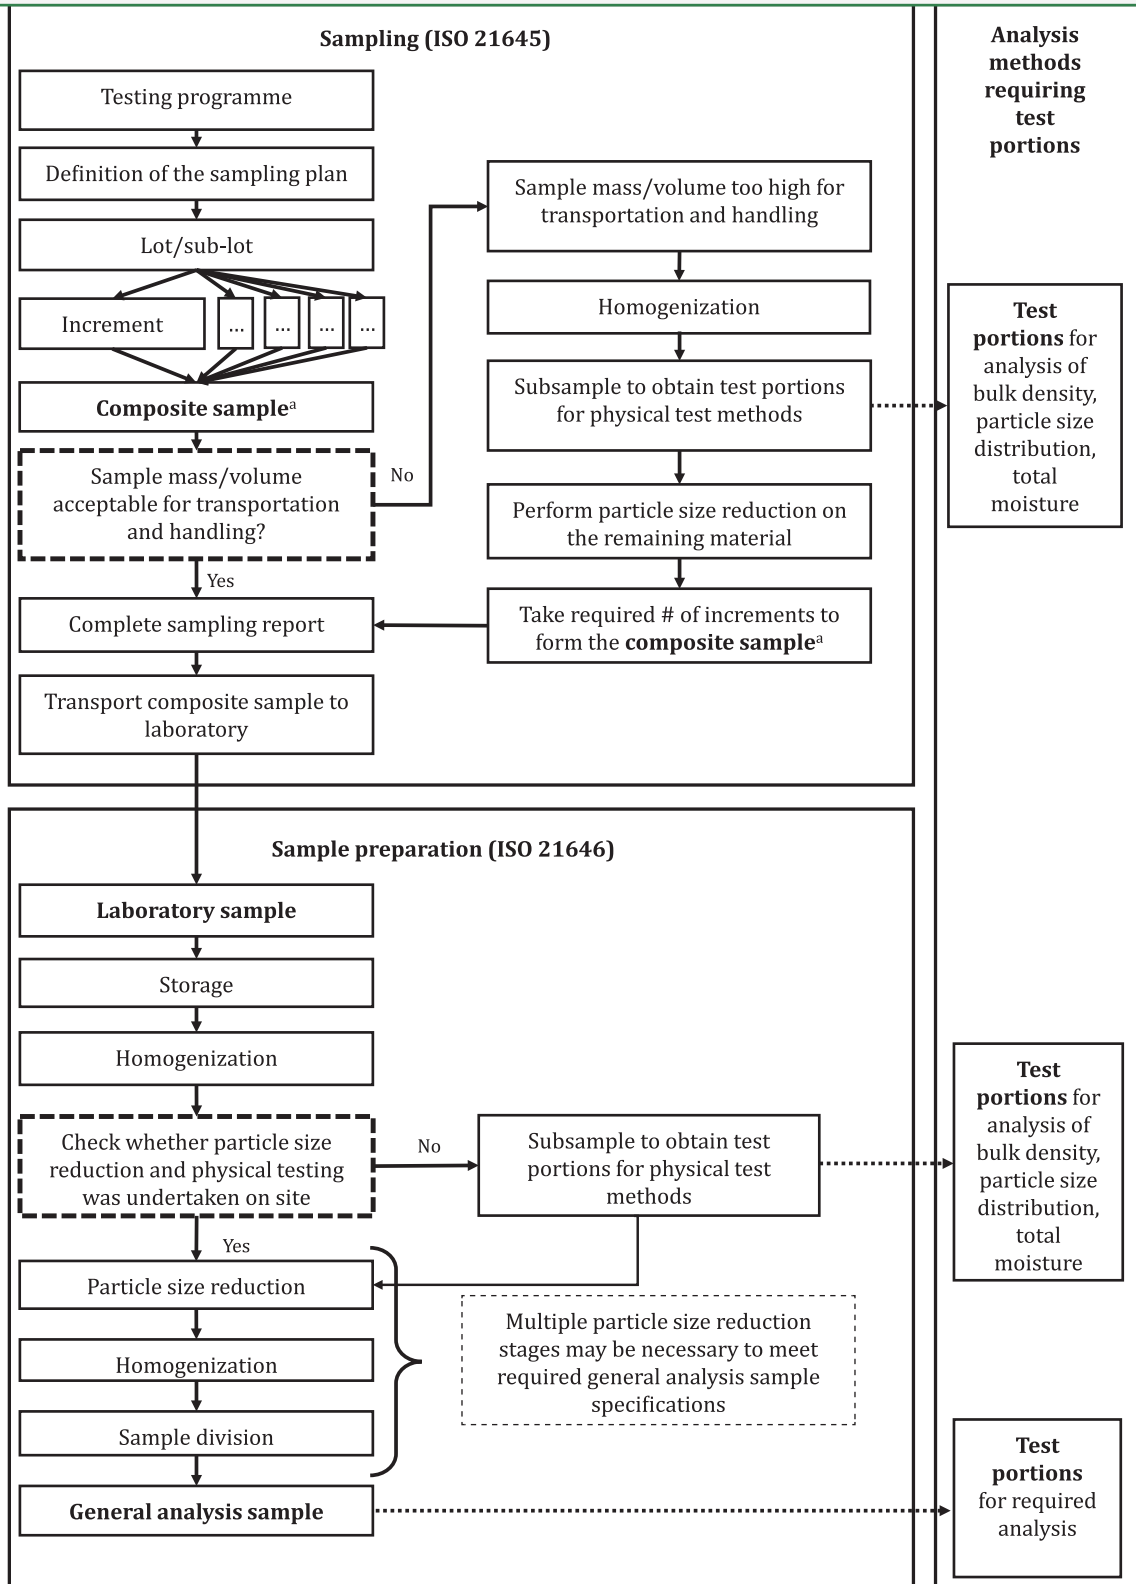 Sampling (ISO 21645)
Testing programme
Definition of the sampling plan
Lot/sub-lot
Increment
...
...
...
...
Composite sampleᵃ
Sample mass/volume
acceptable for transportation
and handling?
No
Yes
Complete sampling report
Transport composite sample to
laboratory
Sample mass/volume too high for
transportation and handling
Homogenization
Subsample to obtain test portions
for physical test methods
Perform particle size reduction on
the remaining material
Take required # of increments to
form the composite sampleᵃ
Analysis
methods
requiring
test
portions
Test
portions for
analysis of
bulk density,
particle size
distribution,
total
moisture
Sample preparation (ISO 21646)
Laboratory sample
Storage
Homogenization
Check whether particle size
reduction and physical testing
was undertaken on site
No
Yes
Subsample to obtain test
portions for physical test
methods
Test
portions for
analysis of
bulk density,
particle size
distribution,
total
moisture
Particle size reduction
Homogenization
Sample division
Multiple particle size reduction
stages may be necessary to meet
required general analysis sample
specifications
General analysis sample
Test
portions
for required
analysis